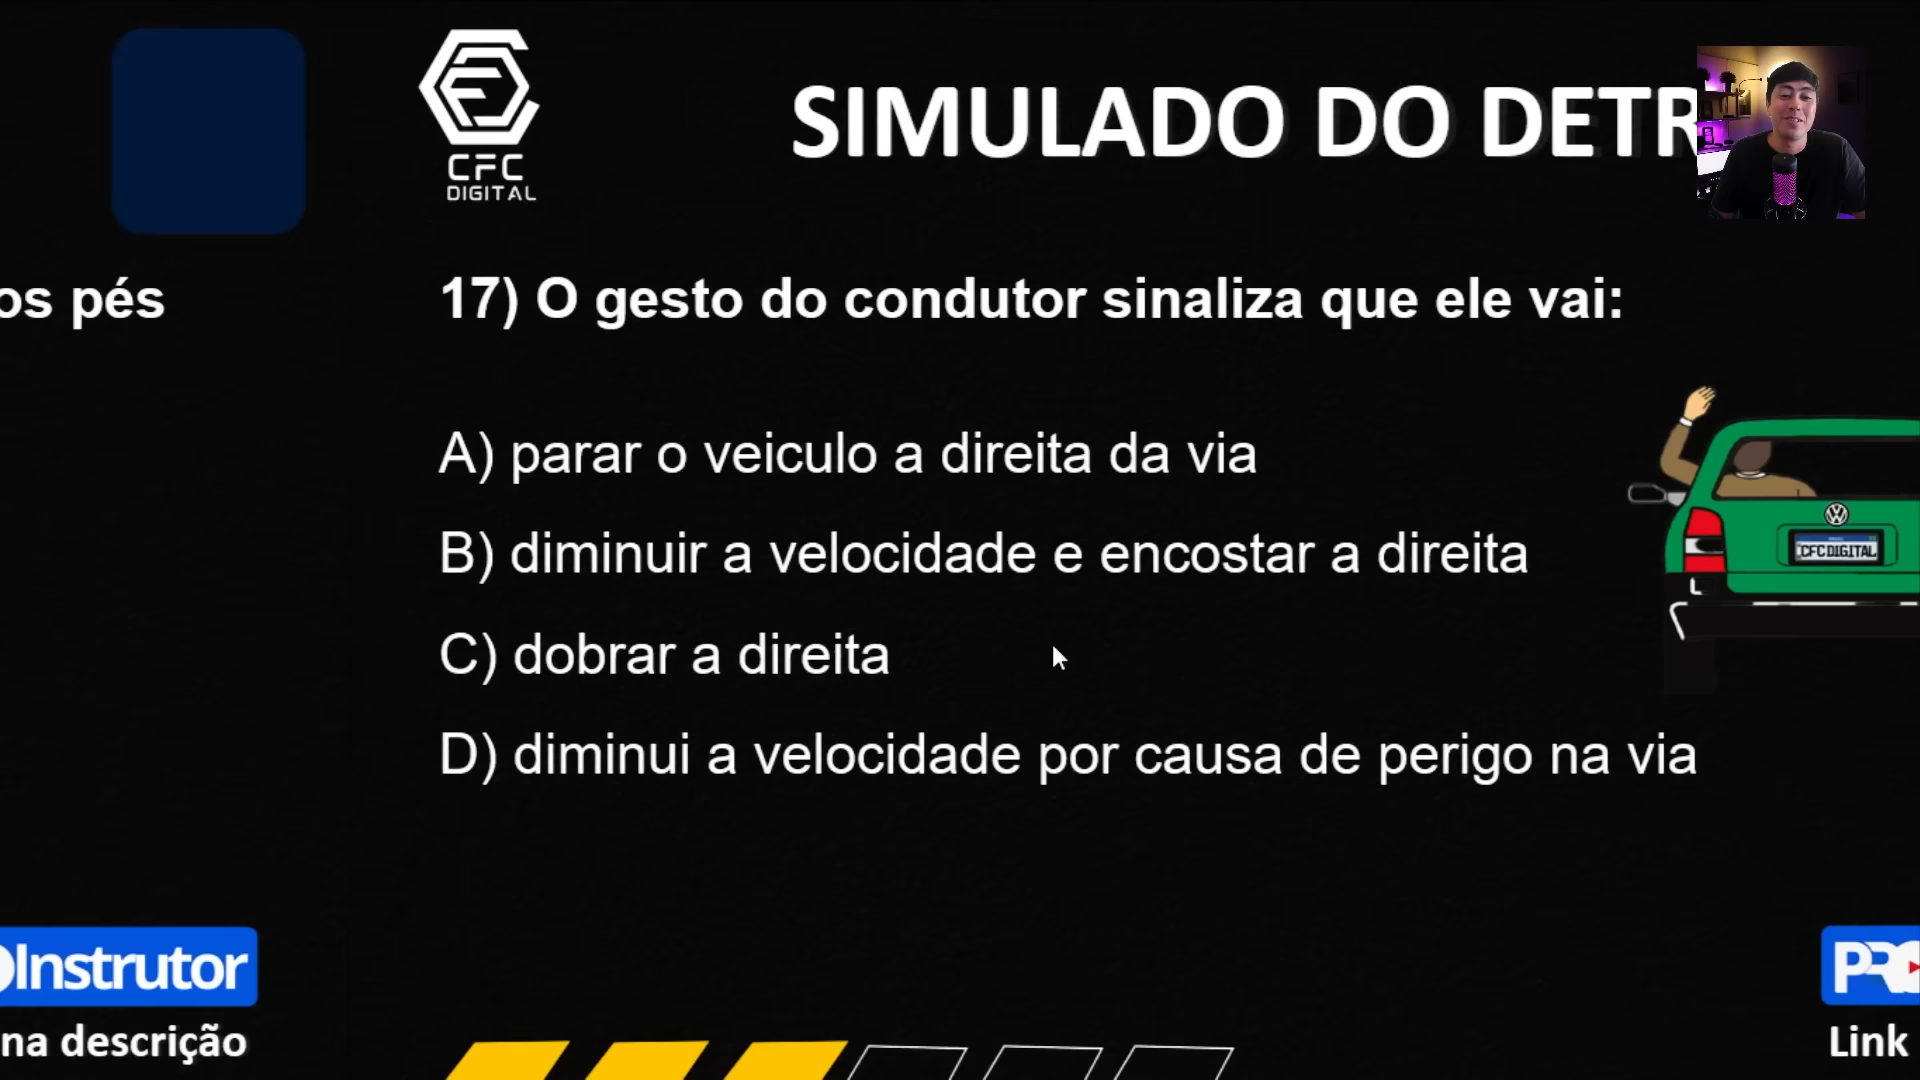 CFC
DIGITAL
SIMULADO DO DETR
os pés
17) O gesto do condutor sinaliza que ele vai:
A) parar o veiculo a direita da via
B) diminuir a velocidade e encostar a direita
C) dobrar a direita
D) diminui a velocidade por causa de perigo na via
CFC DIGITAL
Instrutor
na descrição
PRO
Link